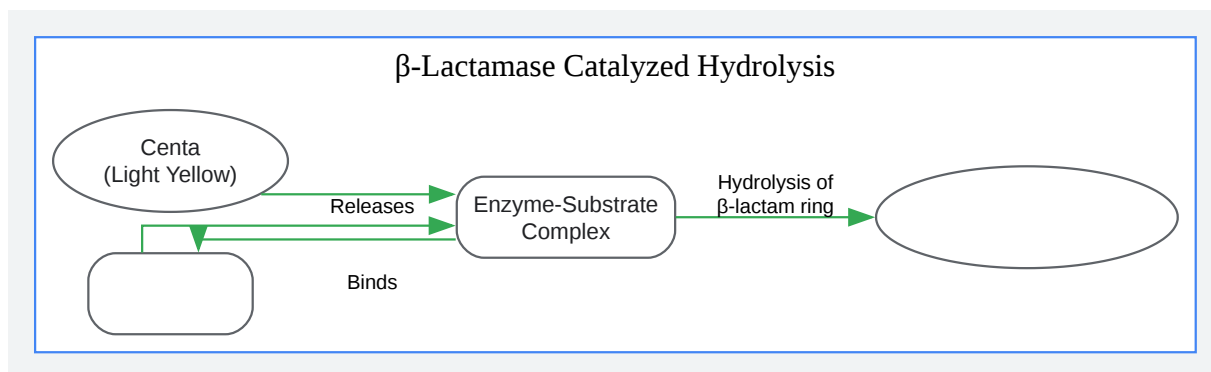 β-Lactamase Catalyzed Hydrolysis
Centa
(Light Yellow)
Releases
Enzyme-Substrate
Complex
Hydrolysis of
β-lactam ring
Binds